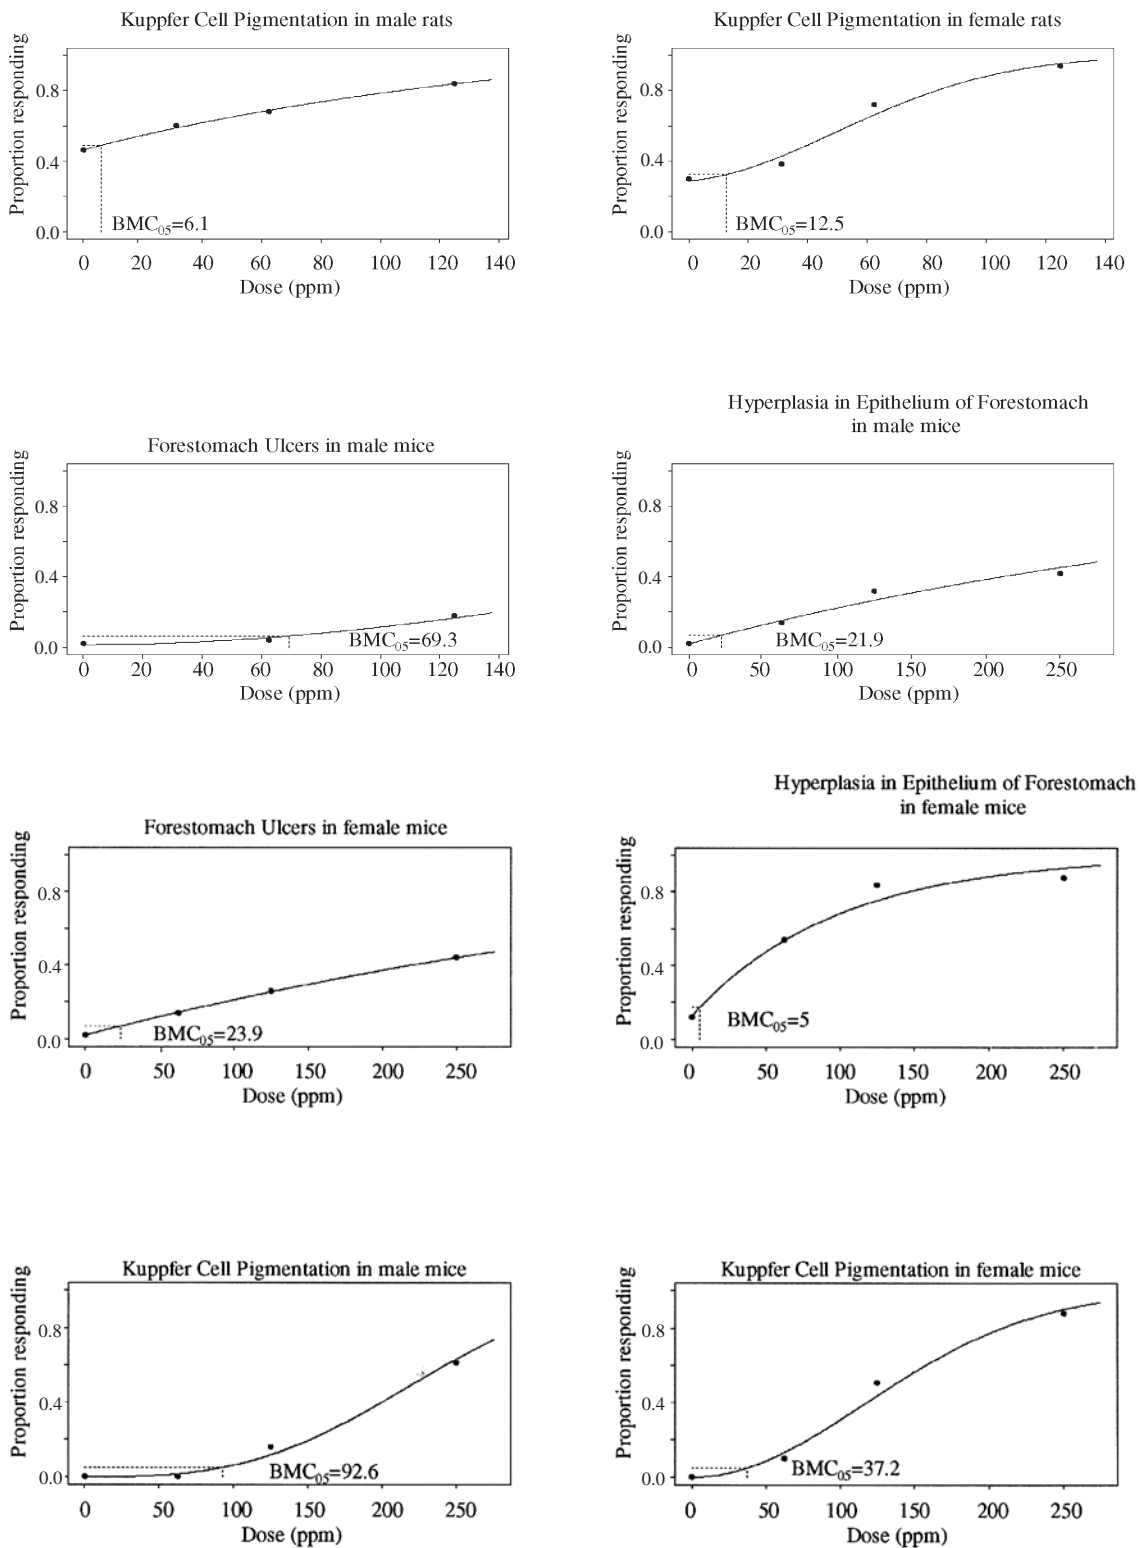 Kuppfer Cell Pigmentation in male rats
Proportion responding
0.8
0.4
0.0
BMC05=6.1
0 20 40 60 80 100 120 140
Dose (ppm)
Kuppfer Cell Pigmentation in female rats
Proportion responding
0.8
0.4
0.0
BMC05=12.5
0 20 40 60 80 100 120 140
Dose (ppm)
Forestomach Ulcers in male mice
Proportion responding
0.8
0.4
0.0
BMC05=69.3
0 20 40 60 80 100 120 140
Dose (ppm)
Hyperplasia in Epithelium of Forestomach
in male mice
Proportion responding
0.8
0.4
0.0
BMC05=21.9
0 50 100 150 200 250
Dose (ppm)
Forestomach Ulcers in female mice
Proportion responding
0.8
0.4
0.0
BMC05=23.9
0 50 100 150 200 250
Dose (ppm)
Hyperplasia in Epithelium of Forestomach
in female mice
Proportion responding
0.8
0.4
0.0
BMC05=5
0 50 100 150 200 250
Dose (ppm)
Kuppfer Cell Pigmentation in male mice
Proportion responding
0.8
0.4
0.0
BMC05=92.6
0 50 100 150 200 250
Dose (ppm)
Kuppfer Cell Pigmentation in female mice
Proportion responding
0.8
0.4
0.0
BMC05=37.2
0 50 100 150 200 250
Dose (ppm)